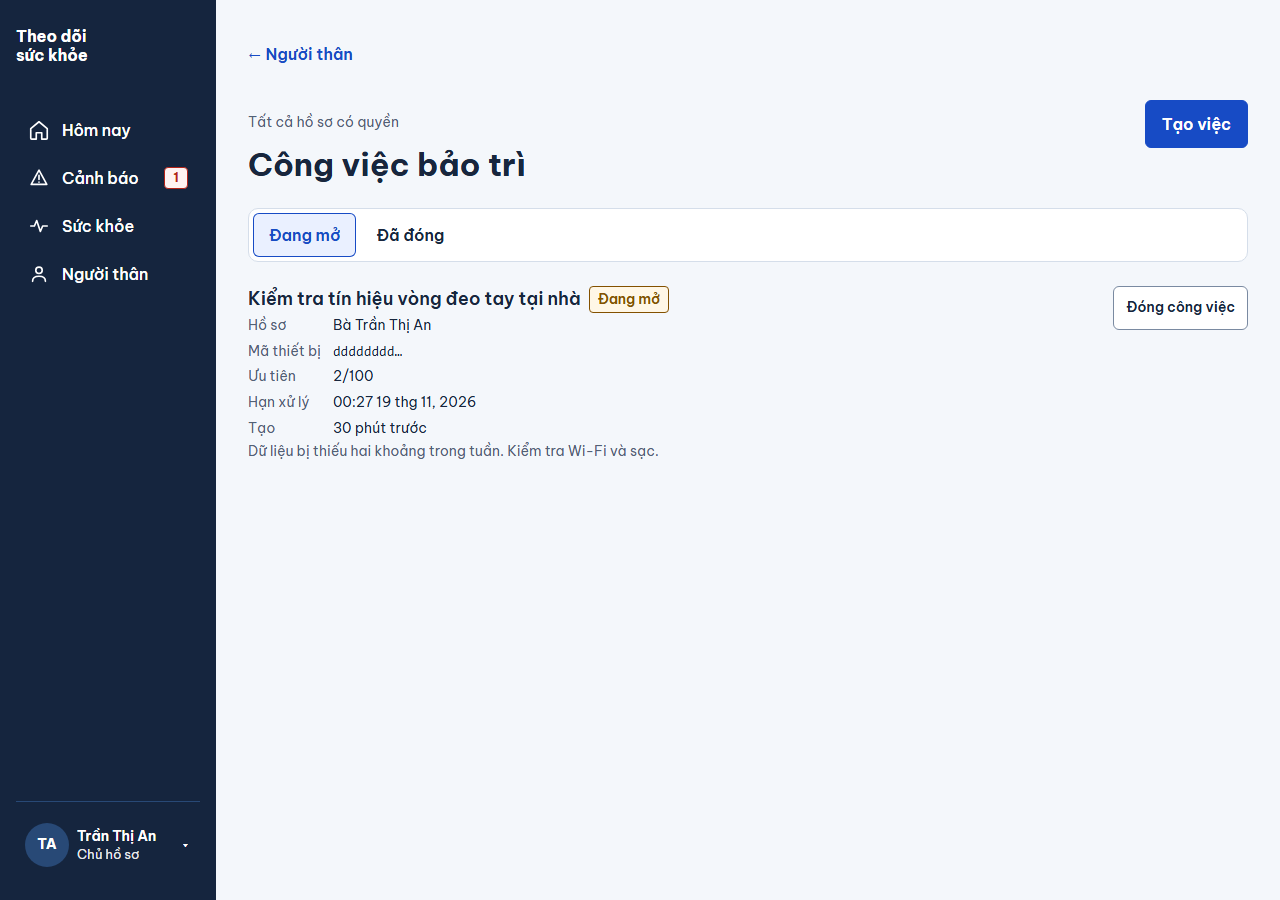 Theo dõi
sức khỏe
Hôm nay
Cảnh báo 1
Sức khỏe
Người thân
TA
Trần Thị An
Chủ hồ sơ
← Người thân
Tất cả hồ sơ có quyền
Công việc bảo trì
Tạo việc
Đang mở
Đã đóng
Kiểm tra tín hiệu vòng đeo tay tại nhà Đang mở
Đóng công việc
Hồ sơ Bà Trần Thị An
Mã thiết bị dddddddd…
Ưu tiên 2/100
Hạn xử lý 00:27 19 thg 11, 2026
Tạo 30 phút trước
Dữ liệu bị thiếu hai khoảng trong tuần. Kiểm tra Wi-Fi và sạc.